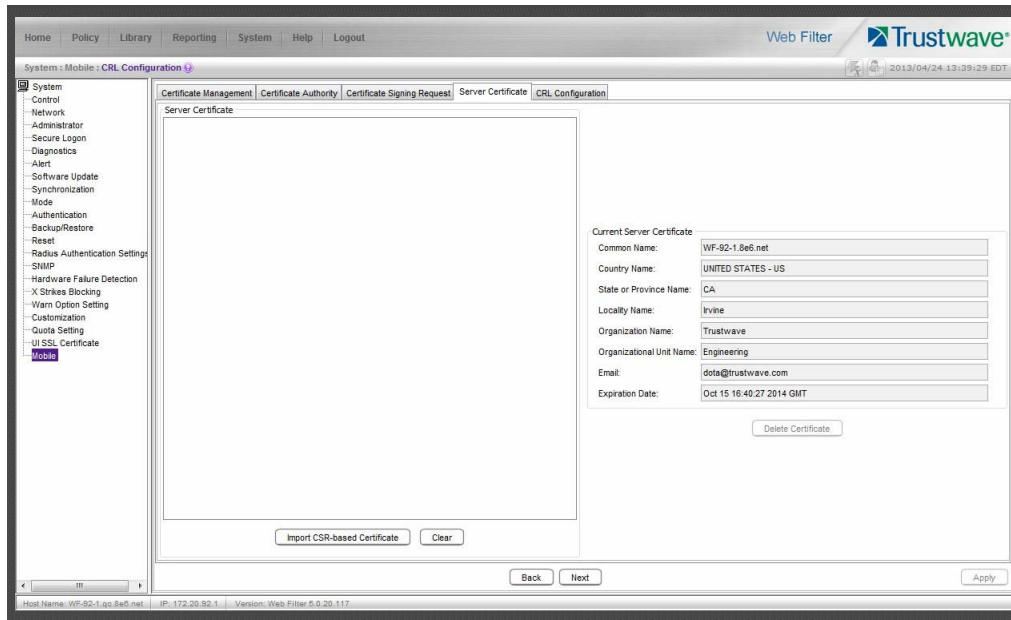 Home Policy Library Reporting System Help Logout
Web Filter
Trustwave
System : Mobile : CRL Configuration
2013/04/24 13:39:29 EDT
System
Control
Network
Administrator
Secure Logon
Diagnostics
Alert
Software Update
Synchronization
Mode
Authentication
Backup/Restore
Reset
Radius Authentication Settings
SNMP
Hardware Failure Detection
X Strikes Blocking
Warn Option Setting
Customization
Quota Setting
UI SSL Certificate
Mobile
Certificate Management Certificate Authority Certificate Signing Request Server Certificate CRL Configuration
Server Certificate
Import CSR-based Certificate Clear
Current Server Certificate
Common Name: WF-92-1.8e6.net
Country Name: UNITED STATES - US
State or Province Name: CA
Locality Name: Irvine
Organization Name: Trustwave
Organizational Unit Name: Engineering
Email: dota@trustwave.com
Expiration Date: Oct 15 16:40:27 2014 GMT
Delete Certificate
Back Next
Apply
Host Name: WF-92-1.qc.8e6.net IP: 172.20.92.1 Version: Web Filter 5.0.20.117